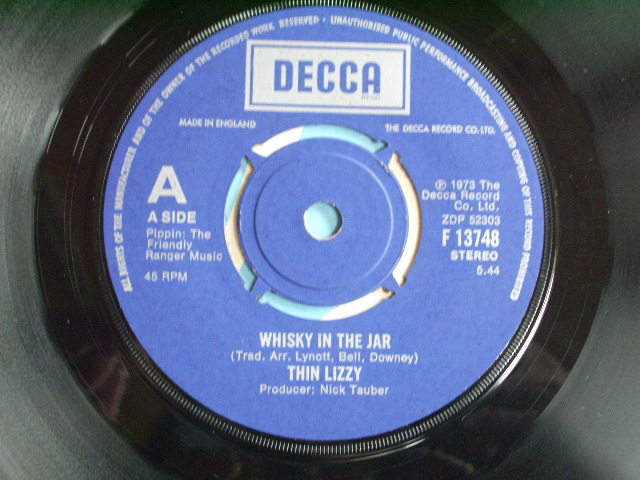 ALL RIGHTS OF THE MANUFACTURER AND OF THE OWNER OF THE RECORDED WORK RESERVED · UNAUTHORISED PUBLIC PERFORMANCE BROADCASTING AND COPYING OF THIS RECORD PROHIBITED
DECCA
MADE IN ENGLAND
THE DECCA RECORD CO. LTD.
A
A SIDE
Pippin: The
Friendly
Ranger Music
45 RPM
℗ 1973 The
Decca Record
Co. Ltd.
ZDP 52303
F 13748
STEREO
5.44
WHISKY IN THE JAR
(Trad. Arr. Lynott, Bell, Downey)
THIN LIZZY
Producer: Nick Tauber